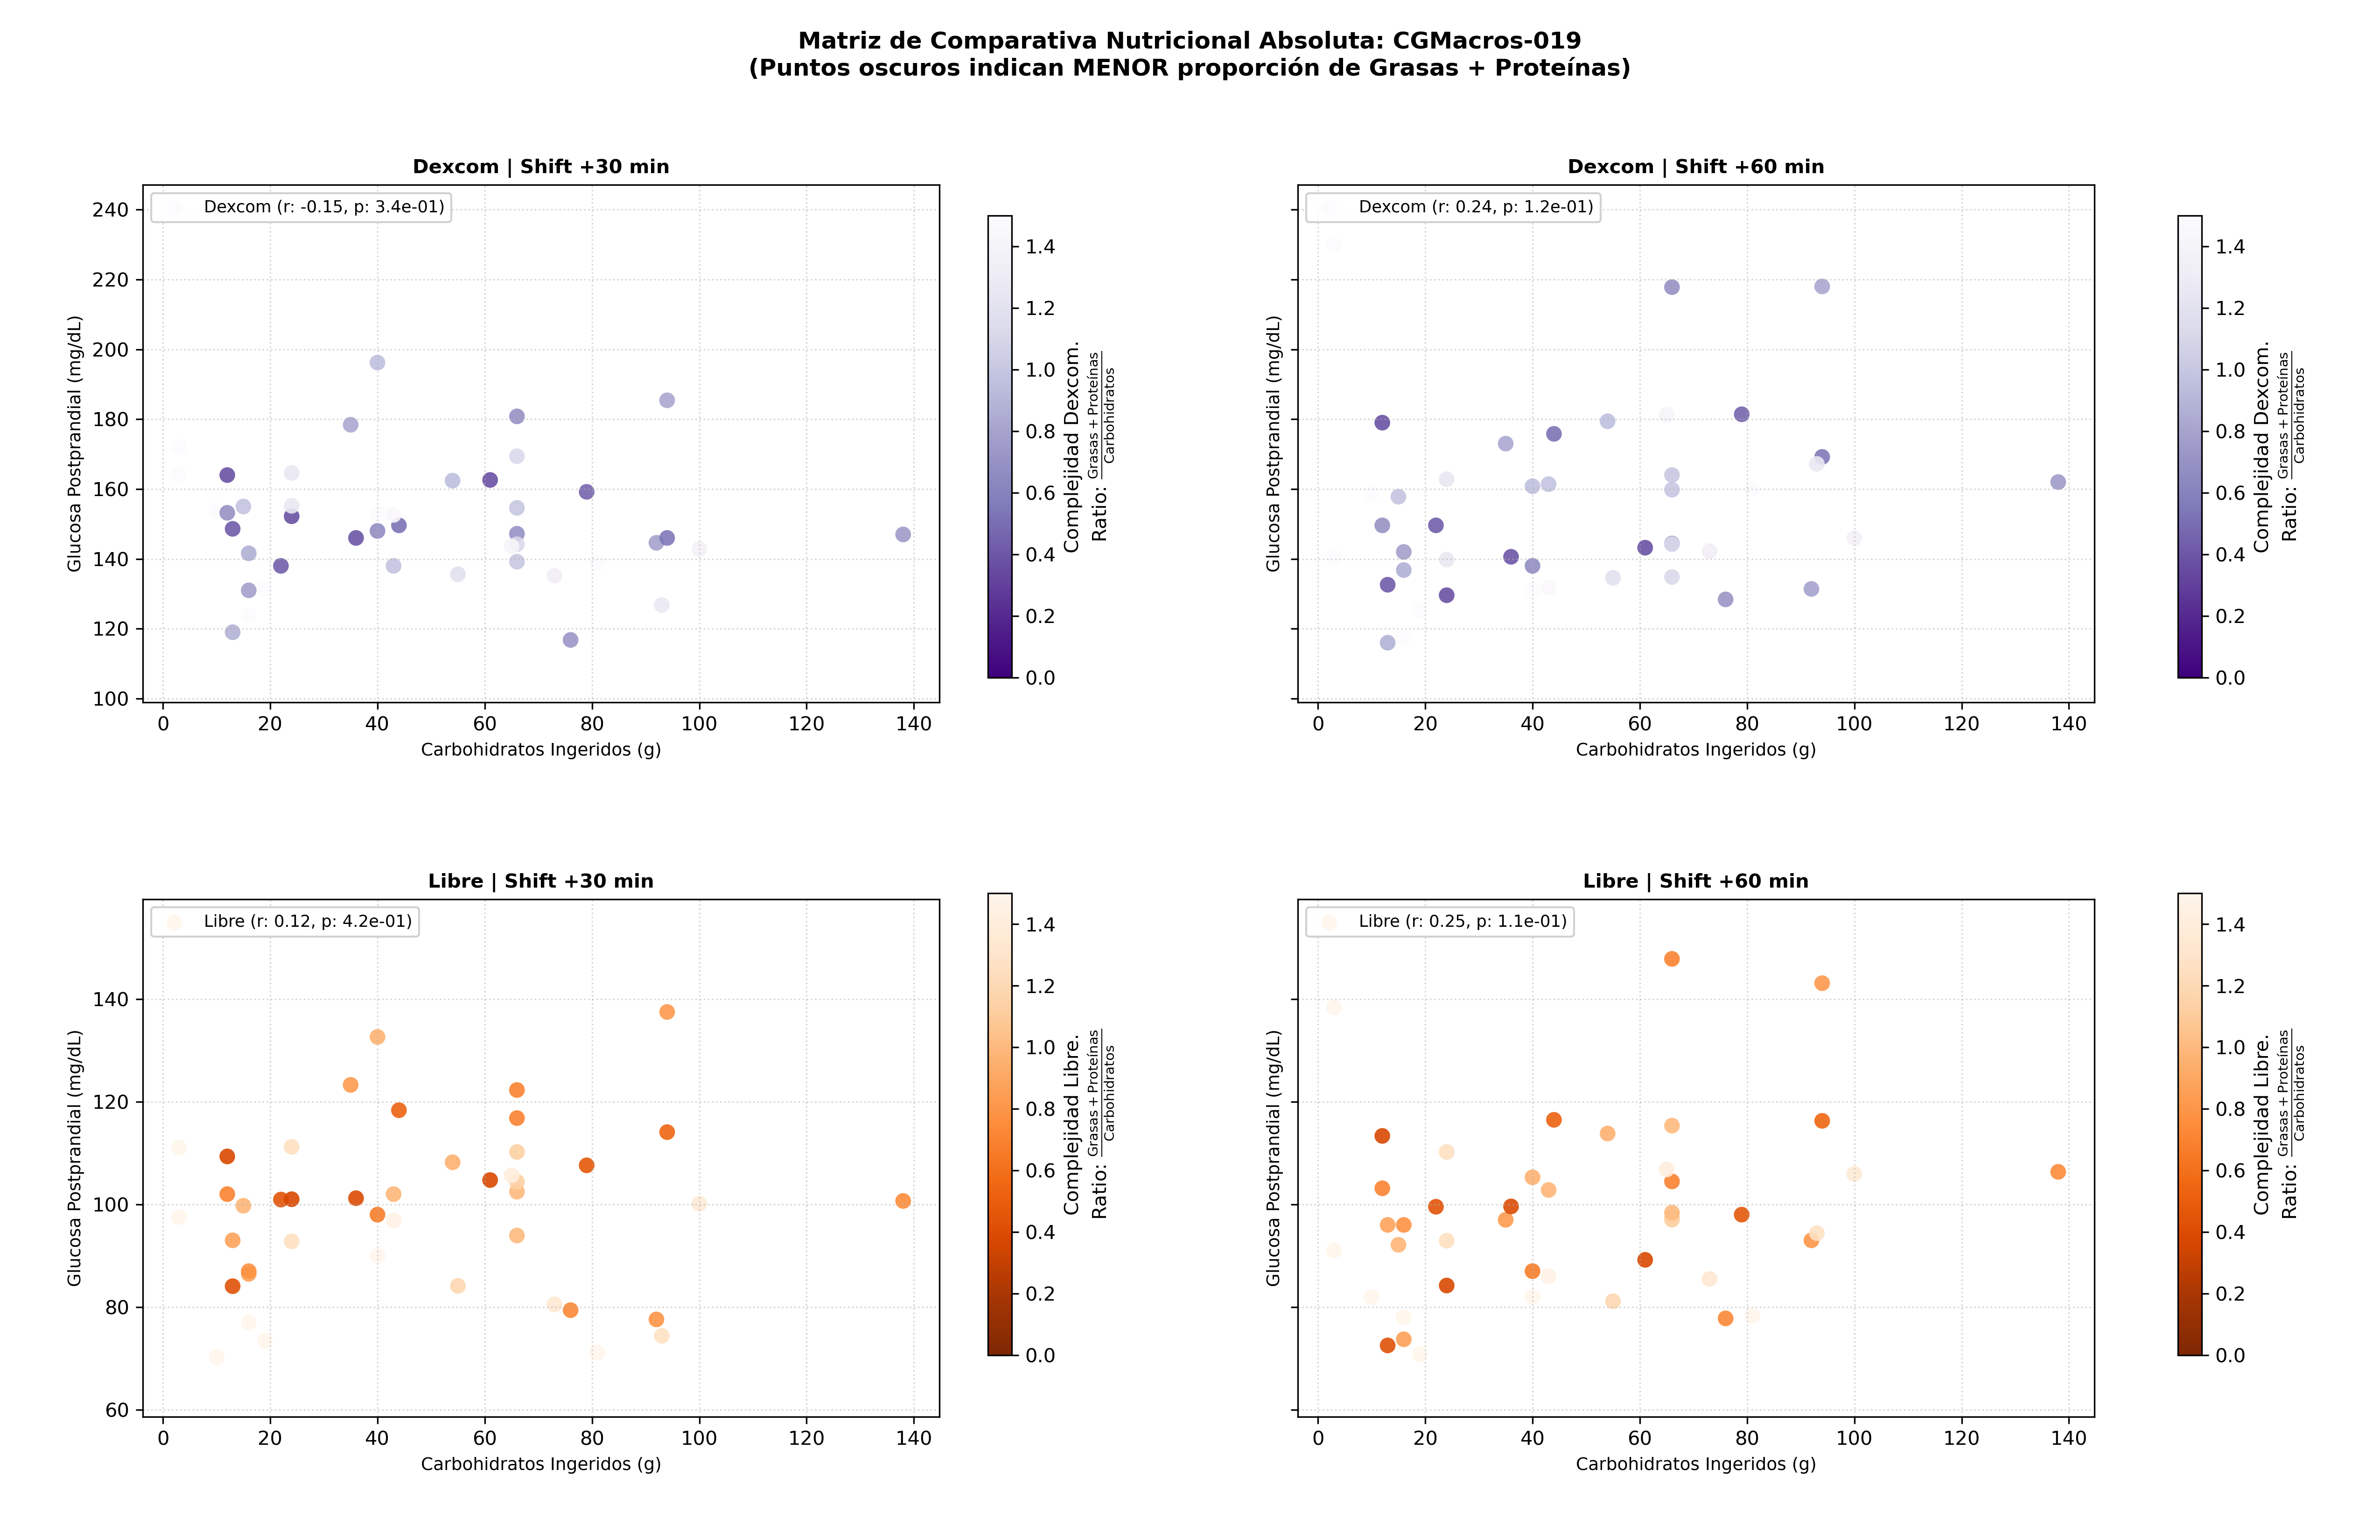 Matriz de Comparativa Nutricional Absoluta: CGMacros-019
(Puntos oscuros indican MENOR proporción de Grasas + Proteínas)
Dexcom | Shift +30 min
Dexcom (r: -0.15, p: 3.4e-01)
Glucosa Postprandial (mg/dL)
240
220
200
180
160
140
120
100
0 20 40 60 80 100 120 140
Carbohidratos Ingeridos (g)
1.4
1.2
1.0
0.8
0.6
0.4
0.2
0.0
Complejidad Dexcom.
Ratio: Grasas + Proteínas
Carbohidratos
Dexcom | Shift +60 min
Dexcom (r: 0.24, p: 1.2e-01)
Glucosa Postprandial (mg/dL)
0 20 40 60 80 100 120 140
Carbohidratos Ingeridos (g)
1.4
1.2
1.0
0.8
0.6
0.4
0.2
0.0
Complejidad Dexcom.
Ratio: Grasas + Proteínas
Carbohidratos
Libre | Shift +30 min
Libre (r: 0.12, p: 4.2e-01)
Glucosa Postprandial (mg/dL)
140
120
100
80
60
0 20 40 60 80 100 120 140
Carbohidratos Ingeridos (g)
1.4
1.2
1.0
0.8
0.6
0.4
0.2
0.0
Complejidad Libre.
Ratio: Grasas + Proteínas
Carbohidratos
Libre | Shift +60 min
Libre (r: 0.25, p: 1.1e-01)
Glucosa Postprandial (mg/dL)
0 20 40 60 80 100 120 140
Carbohidratos Ingeridos (g)
1.4
1.2
1.0
0.8
0.6
0.4
0.2
0.0
Complejidad Libre.
Ratio: Grasas + Proteínas
Carbohidratos